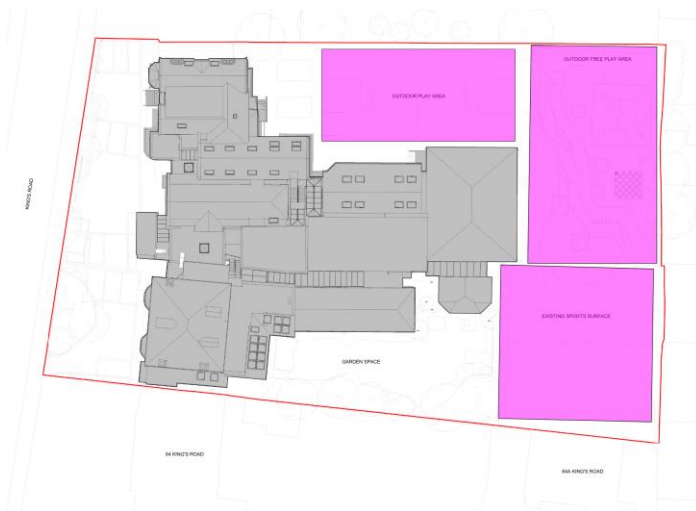 OUTDOOR FREE PLAY AREA
OUTDOOR PLAY AREA
KING'S ROAD
EXISTING SPORTS SURFACE
GARDEN SPACE
94 KING'S ROAD
94A KING'S ROAD